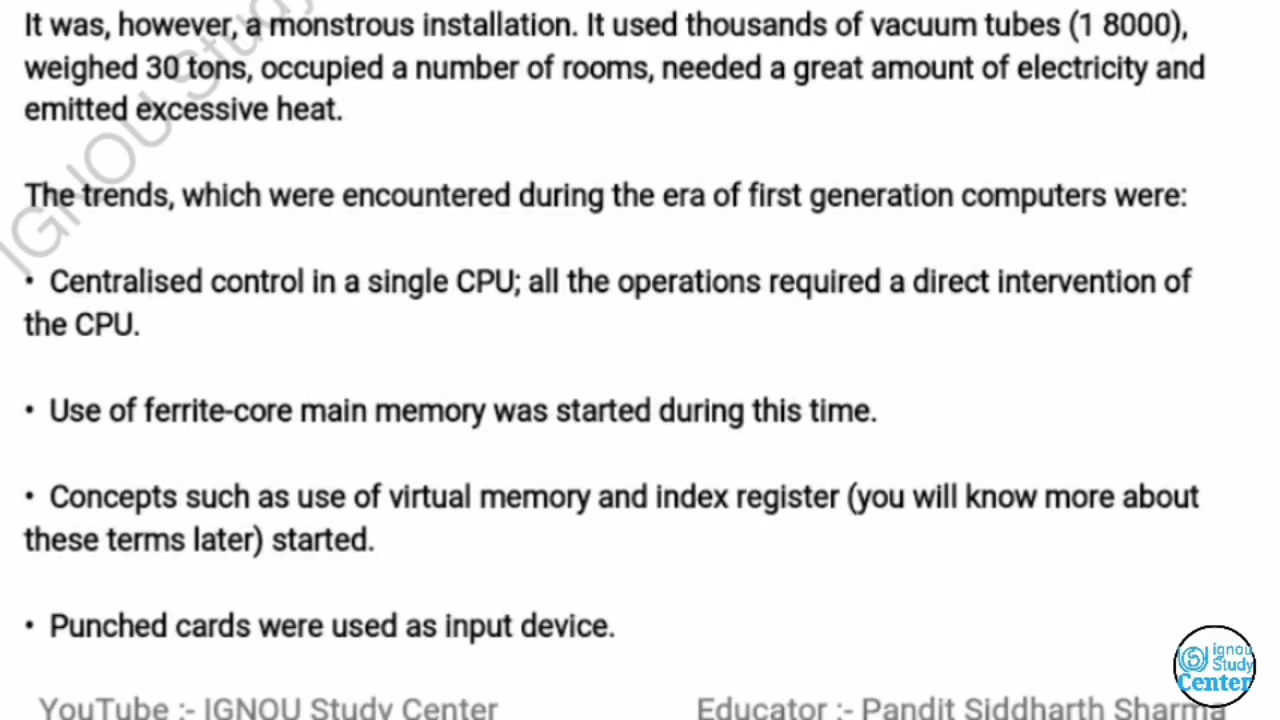 It was, however, a monstrous installation. It used thousands of vacuum tubes (1 8000),
weighed 30 tons, occupied a number of rooms, needed a great amount of electricity and
emitted excessive heat.
The trends, which were encountered during the era of first generation computers were:
• Centralised control in a single CPU; all the operations required a direct intervention of
the CPU.
• Use of ferrite-core main memory was started during this time.
• Concepts such as use of virtual memory and index register (you will know more about
these terms later) started.
• Punched cards were used as input device.
IGNOU Study
ignou
Study
Center
YouTube :- IGNOU Study Center
Educator :- Pandit Siddharth Sharma